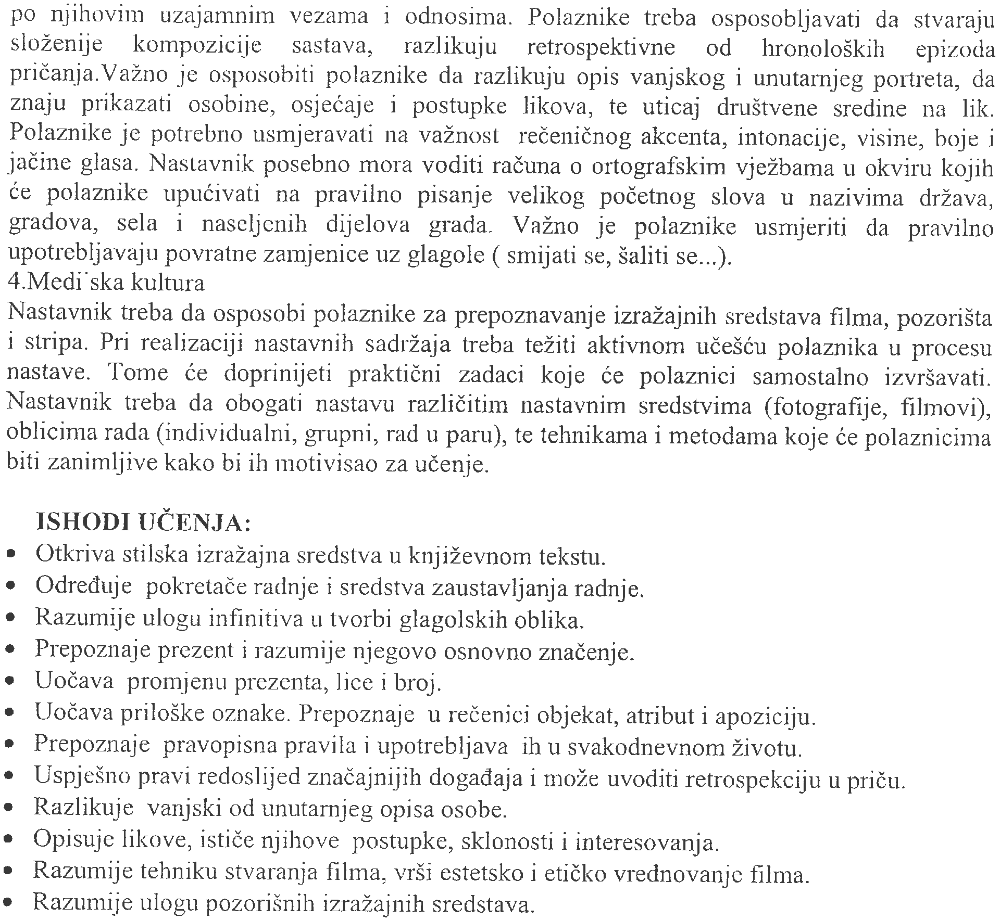 po njihovim uzajamnim vezama i odnosima. Polaznike treba osposobljavati da stvaraju
složenije kompozicije sastava, razlikuju retrospektivne od hronoloških epizoda
pričanja.Važno je osposobiti polaznike da razlikuju opis vanjskog i unutarnjeg portreta, da
znaju prikazati osobine, osjećaje i postupke likova, te uticaj društvene sredine na lik.
Polaznike je potrebno usmjeravati na važnost rečeničnog akcenta, intonacije, visine, boje i
jačine glasa. Nastavnik posebno mora voditi računa o ortografskim vježbama u okviru kojih
će polaznike upućivati na pravilno pisanje velikog početnog slova u nazivima država,
gradova, sela i naseljenih dijelova grada. Važno je polaznike usmjeriti da pravilno
upotrebljavaju povratne zamjenice uz glagole ( smijati se, šaliti se...).
4.Medijska kultura
Nastavnik treba da osposobi polaznike za prepoznavanje izražajnih sredstava filma, pozorišta
i stripa. Pri realizaciji nastavnih sadržaja treba težiti aktivnom učešću polaznika u procesu
nastave. Tome će doprinijeti praktični zadaci koje će polaznici samostalno izvršavati.
Nastavnik treba da obogati nastavu različitim nastavnim sredstvima (fotografije, filmovi),
oblicima rada (individualni, grupni, rad u paru), te tehnikama i metodama koje će polaznicima
biti zanimljive kako bi ih motivisao za učenje.
ISHODI UČENJA:
• Otkriva stilska izražajna sredstva u književnom tekstu.
• Određuje pokretače radnje i sredstva zaustavljanja radnje.
• Razumije ulogu infinitiva u tvorbi glagolskih oblika.
• Prepoznaje prezent i razumije njegovo osnovno značenje.
• Uočava promjenu prezenta, lice i broj.
• Uočava priloške oznake. Prepoznaje u rečenici objekat, atribut i apoziciju.
• Prepoznaje pravopisna pravila i upotrebljava ih u svakodnevnom životu.
• Uspješno pravi redoslijed značajnijih događaja i može uvoditi retrospekciju u priču.
• Razlikuje vanjski od unutarnjeg opisa osobe.
• Opisuje likove, ističe njihove postupke, sklonosti i interesovanja.
• Razumije tehniku stvaranja filma, vrši estetsko i etičko vrednovanje filma.
• Razumije ulogu pozorišnih izražajnih sredstava.